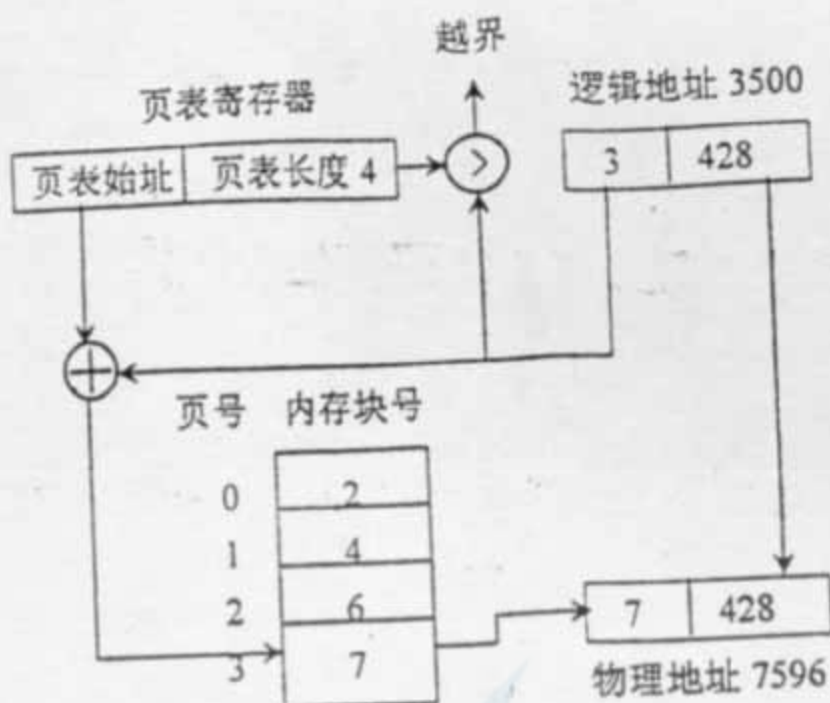 越界
页表寄存器
逻辑地址 3500
页表始址 页表长度 4
>
3 428
页号 内存块号
0 2
1 4
2 6
3 7
7 428
物理地址 7596